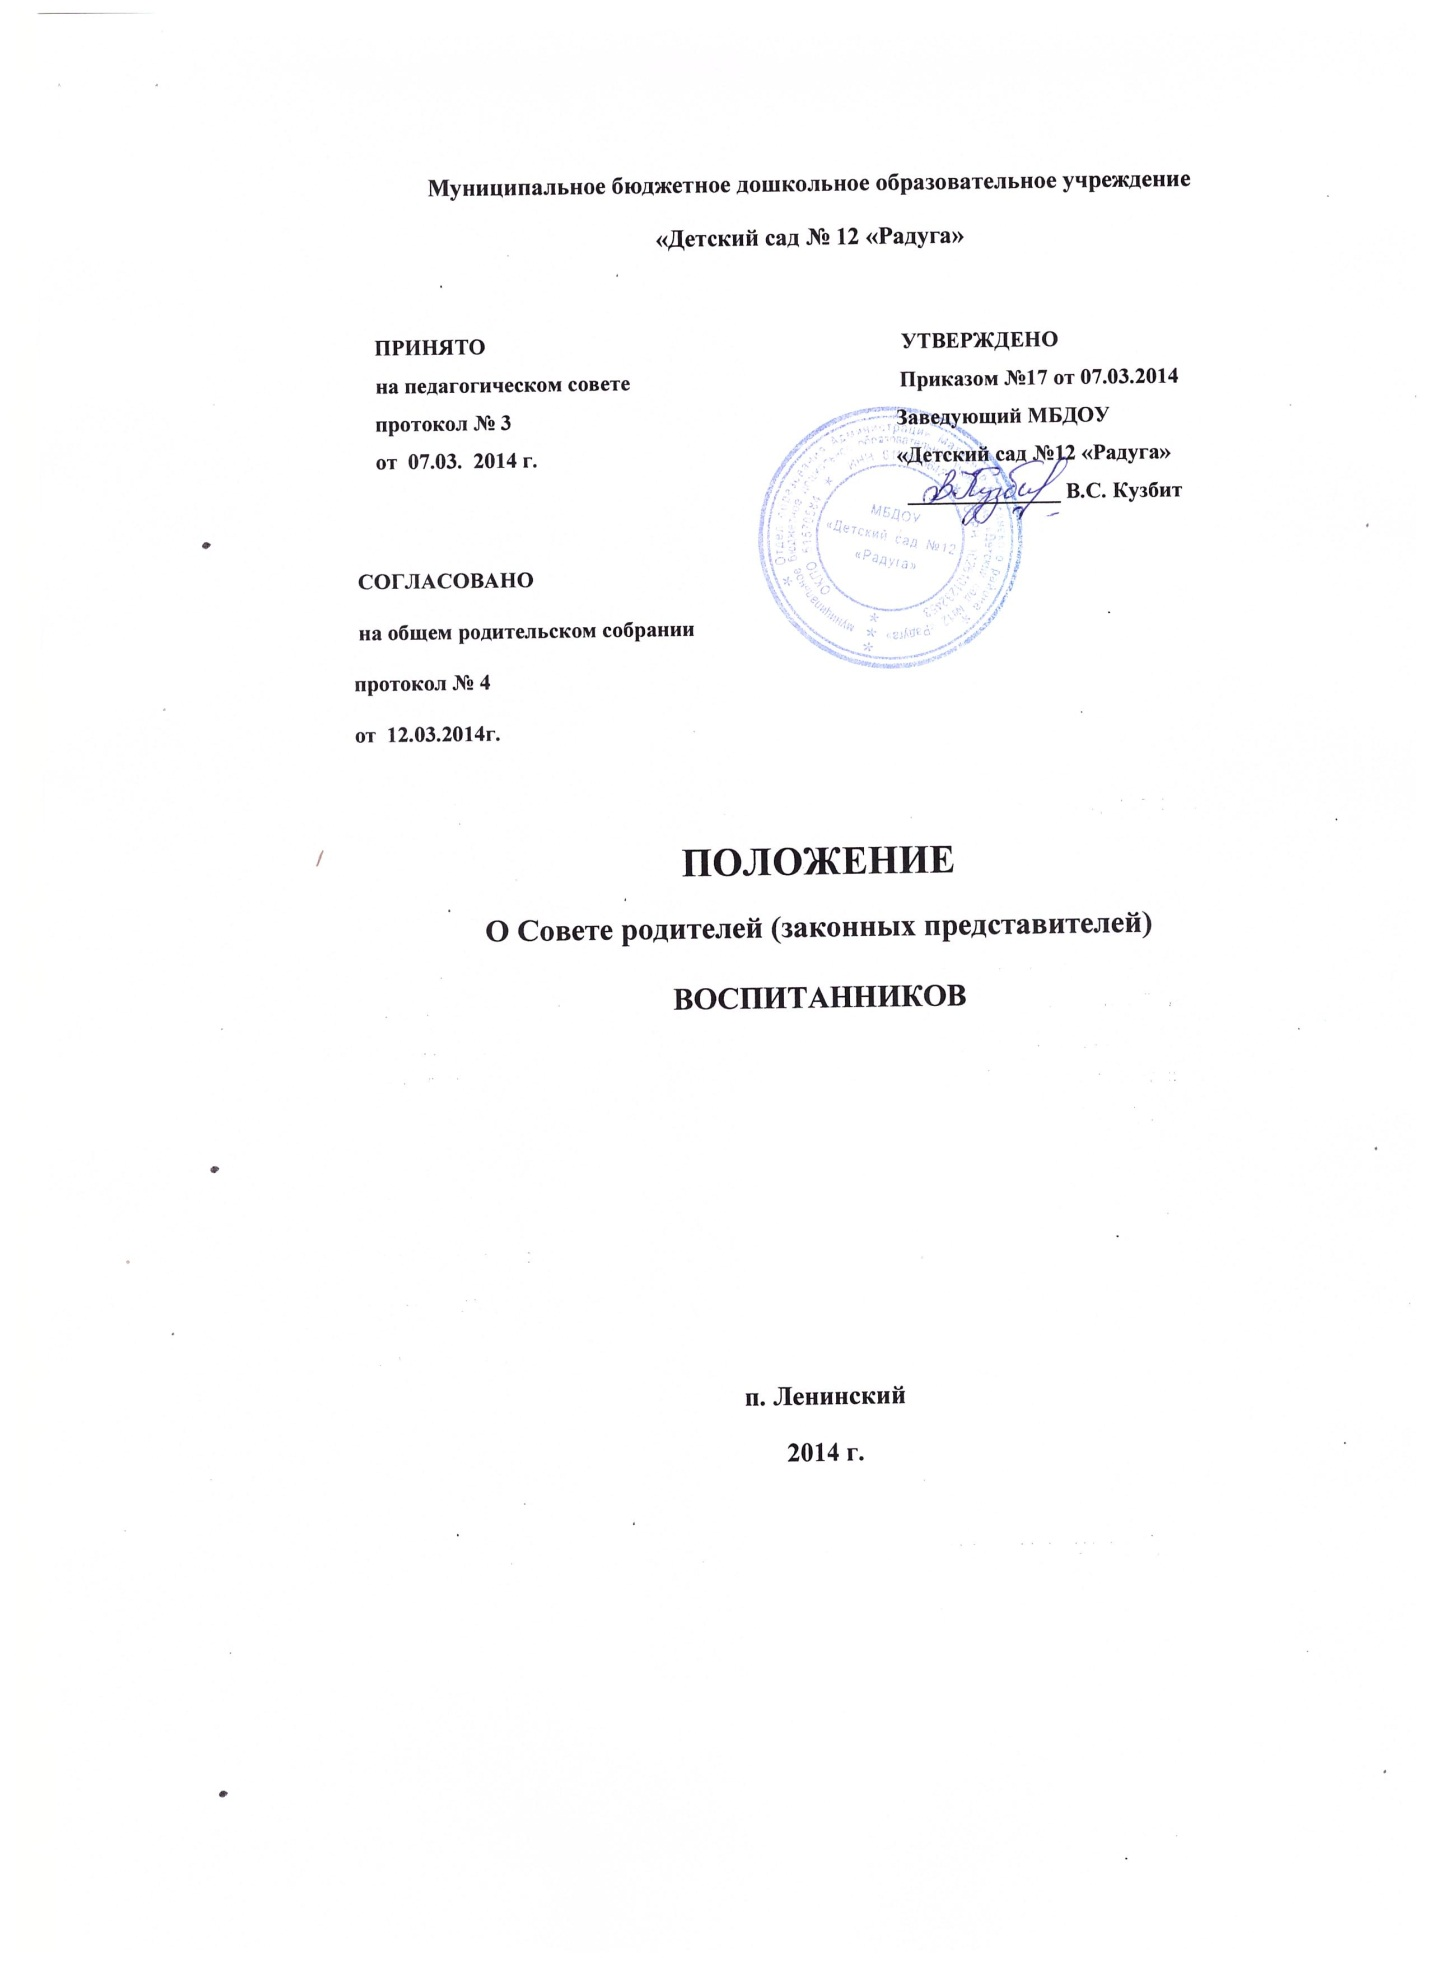 Муниципальное бюджетное дошкольное образовательное учреждение
«Детский сад № 12 «Радуга»
ПРИНЯТО
на педагогическом совете
протокол № 3
от 07.03. 2014 г.
УТВЕРЖДЕНО
Приказом №17 от 07.03.2014
Заведующий МБДОУ
«Детский сад №12 «Радуга»
В.С. Кузбит
МБДОУ
«Детский сад №12
«Радуга»
СОГЛАСОВАНО
на общем родительском собрании
протокол № 4
от 12.03.2014г.
ПОЛОЖЕНИЕ
О Совете родителей (законных представителей)
ВОСПИТАННИКОВ
п. Ленинский
2014 г.